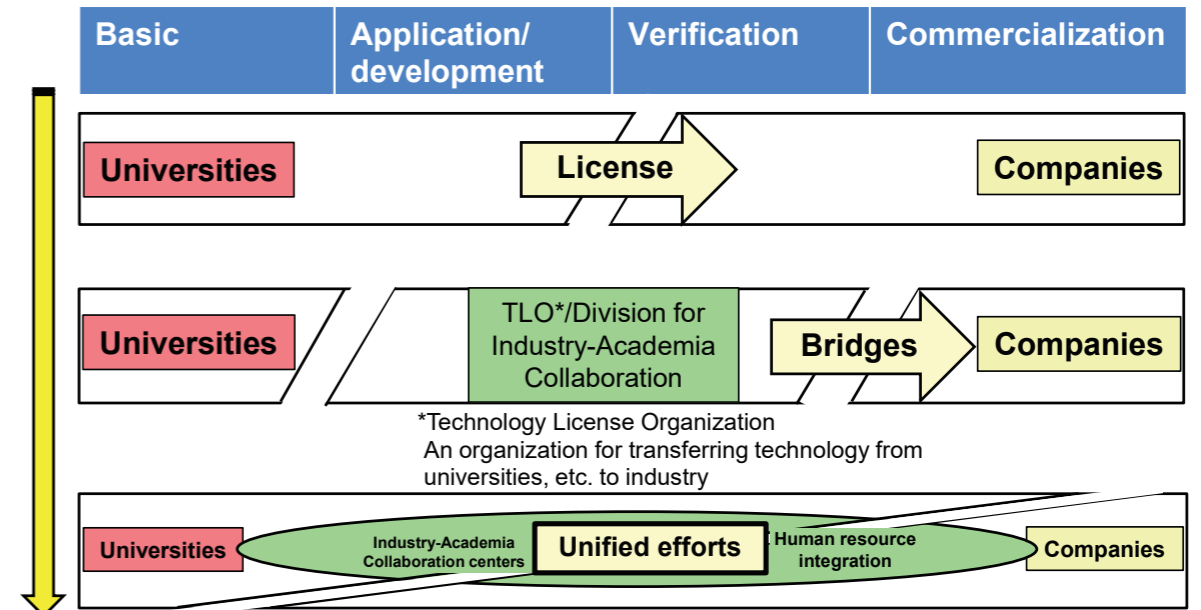 Basic
Application/
development
Verification
Commercialization
Universities
License
Companies
Universities
TLO*/Division for
Industry-Academia
Collaboration
Bridges
Companies
*Technology License Organization
An organization for transferring technology from
universities, etc. to industry
Universities
Industry-Academia
Collaboration centers
Unified efforts
Human resource
integration
Companies